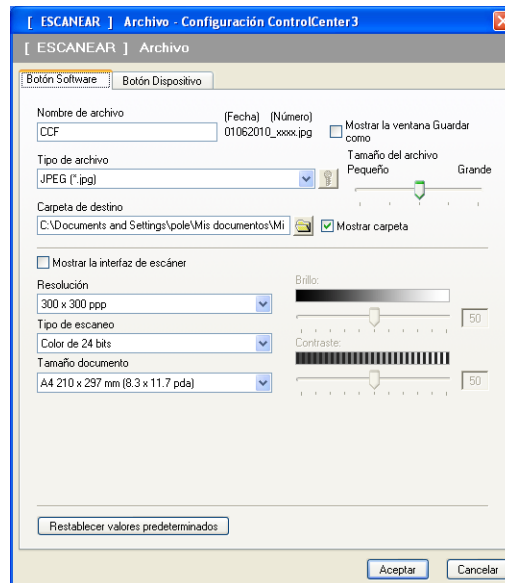 [ ESCANEAR ] Archivo - Configuración ControlCenter3
[ ESCANEAR ] Archivo
Botón Software
Botón Dispositivo
Nombre de archivo
(Fecha) (Número)
CCF
01062010_xxxx.jpg
Mostrar la ventana Guardar
como
Tipo de archivo
Tamaño del archivo
Pequeño Grande
JPEG (*.jpg)
Carpeta de destino
C:\Documents and Settings\pole\Mis documentos\Mi
Mostrar carpeta
Mostrar la interfaz de escáner
Resolución
Brillo:
300 x 300 ppp
50
Tipo de escaneo
Color de 24 bits
Contraste:
Tamaño documento
A4 210 x 297 mm (8.3 x 11.7 pda)
50
Restablecer valores predeterminados
Aceptar
Cancelar